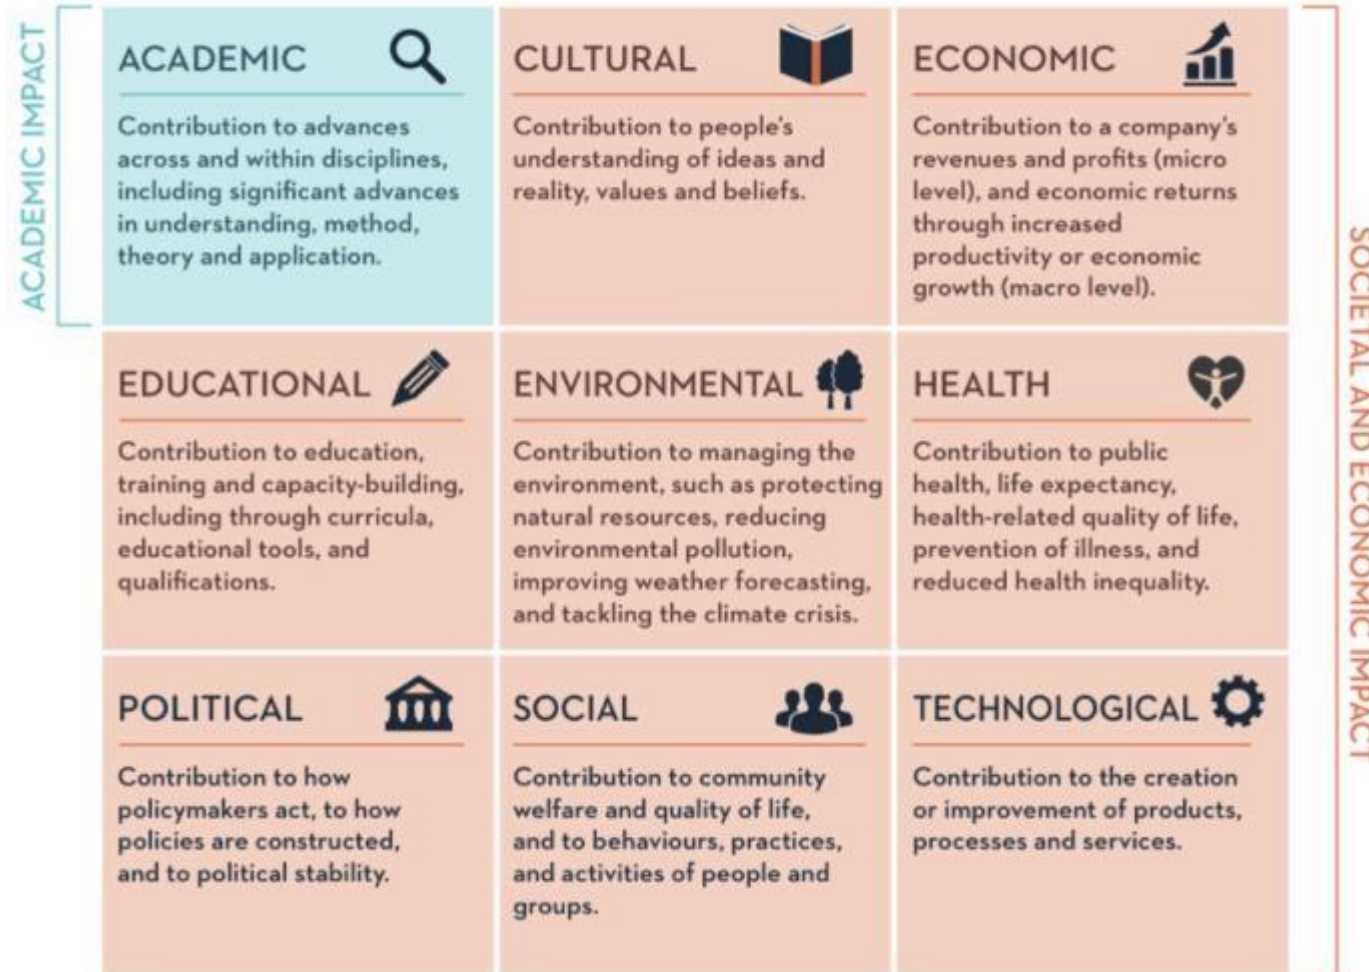 ACADEMIC IMPACT
ACADEMIC
Contribution to advances
across and within disciplines,
including significant advances
in understanding, method,
theory and application.
CULTURAL
Contribution to people's
understanding of ideas and
reality, values and beliefs.
ECONOMIC
Contribution to a company's
revenues and profits (micro
level), and economic returns
through increased
productivity or economic
growth (macro level).
EDUCATIONAL
Contribution to education,
training and capacity-building,
including through curricula,
educational tools, and
qualifications.
ENVIRONMENTAL
Contribution to managing the
environment, such as protecting
natural resources, reducing
environmental pollution,
improving weather forecasting,
and tackling the climate crisis.
HEALTH
Contribution to public
health, life expectancy,
health-related quality of life,
prevention of illness, and
reduced health inequality.
POLITICAL
Contribution to how
policymakers act, to how
policies are constructed,
and to political stability.
SOCIAL
Contribution to community
welfare and quality of life,
and to behaviours, practices,
and activities of people and
groups.
TECHNOLOGICAL
Contribution to the creation
or improvement of products,
processes and services.
SOCIETAL AND ECONOMIC IMPACT